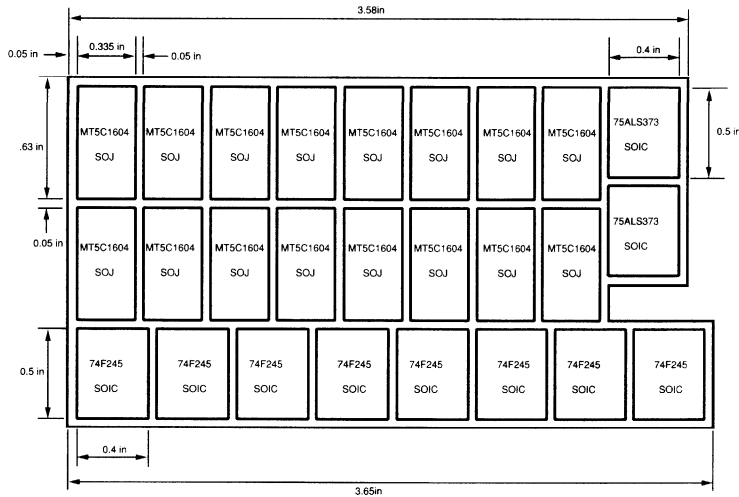 3.58in
0.335 in
0.4 in
0.05 in
0.05 in
MT5C1604 MT5C1604 MT5C1604 MT5C1604 MT5C1604 MT5C1604 MT5C1604 MT5C1604
SOJ SOJ SOJ SOJ SOJ SOJ SOJ SOJ
75ALS373
SOIC
.63 in
0.5 in
75ALS373
SOIC
0.05 in
MT5C1604 MT5C1604 MT5C1604 MT5C1604 MT5C1604 MT5C1604 MT5C1604 MT5C1604
SOJ SOJ SOJ SOJ SOJ SOJ SOJ SOJ
74F245 74F245 74F245 74F245 74F245 74F245 74F245 74F245
SOIC SOIC SOIC SOIC SOIC SOIC SOIC SOIC
0.5 in
0.4 in
3.65in